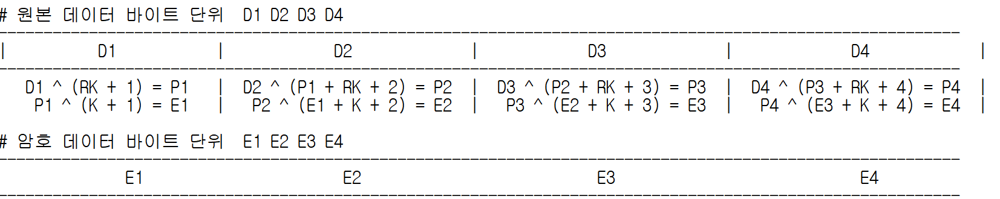 # 원본 데이터 바이트 단위  D1 D2 D3 D4
----------------------------------------------------------------------------------------------------------
|          D1           |            D2             |            D3             |             D4            |
----------------------------------------------------------------------------------------------------------
   D1 ^ (RK + 1) = P1   |  D2 ^ (P1 + RK + 2) = P2  |  D3 ^ (P2 + RK + 3) = P3  |  D4 ^ (P3 + RK + 4) = P4  |
    P1 ^ (K + 1) = E1   |   P2 ^ (E1 + K + 2) = E2  |   P3 ^ (E2 + K + 3) = E3  |   P4 ^ (E3 + K + 4) = E4  |
# 암호 데이터 바이트 단위  E1 E2 E3 E4
----------------------------------------------------------------------------------------------------------
              E1                      E2                          E3                           E4
----------------------------------------------------------------------------------------------------------